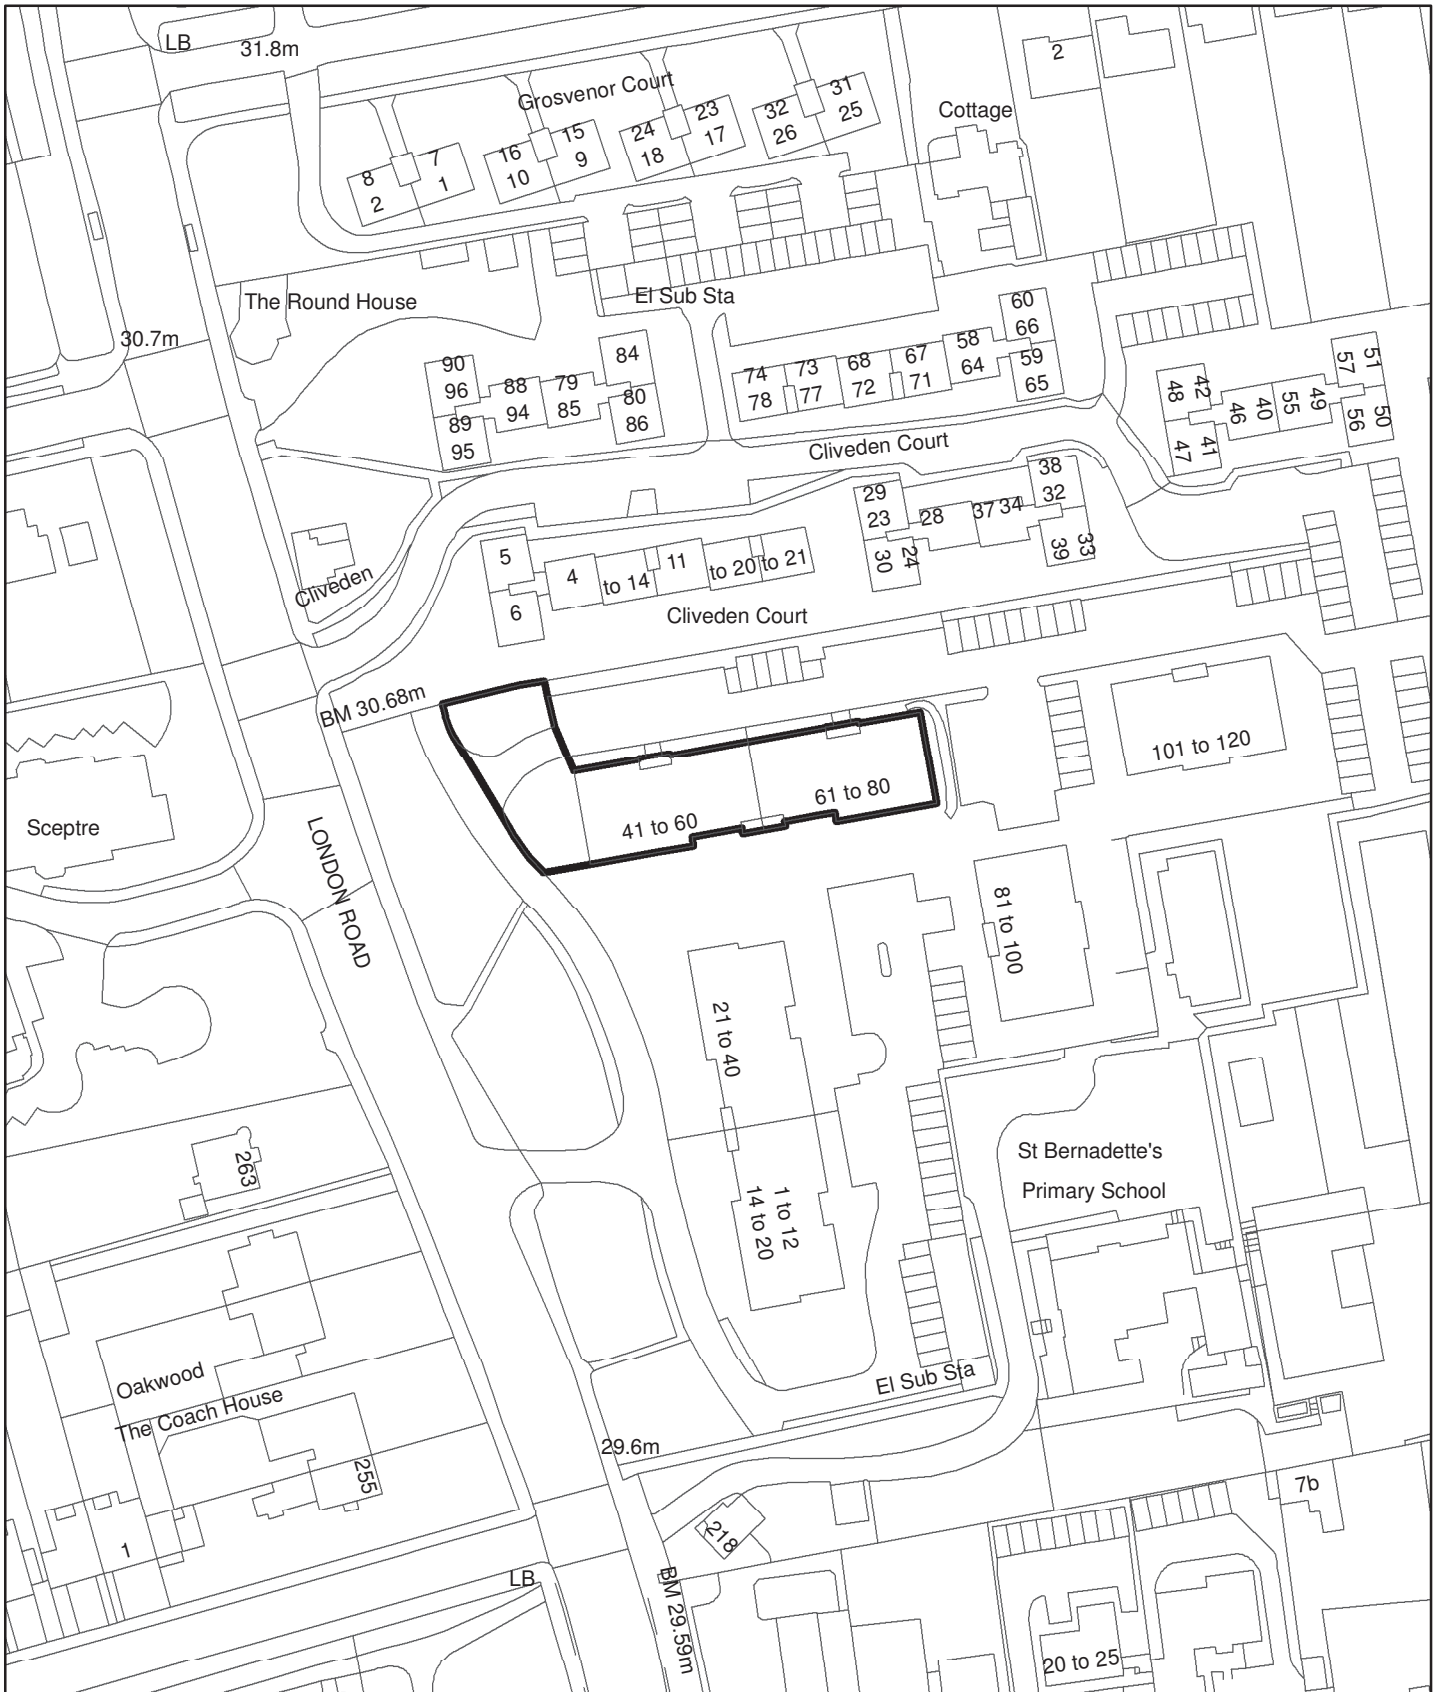 LB
31.8m
2
Grosvenor Court
31
25
32
26
23
17
24
18
15
9
16
10
7
1
8
2
Cottage
The Round House
El Sub Sta
30.7m
60
66
58
64
59
65
67
71
68
72
73
77
74
78
84
80
86
79
85
88
94
90
96
89
95
51
57
50
56
49
55
40
46
42
48
41
47
Cliveden Court
38
32
29
23
28
37
34
33
39
24
30
5
4
to 14
11
to 20
to 21
6
Cliveden
Cliveden Court
BM 30.68m
101 to 120
61 to 80
41 to 60
Sceptre
LONDON ROAD
81 to 100
21 to 40
St Bernadette's
Primary School
263
1 to 12
14 to 20
Oakwood
The Coach House
El Sub Sta
29.6m
255
7b
218
1
LB
BM 29.59m
20 to 25